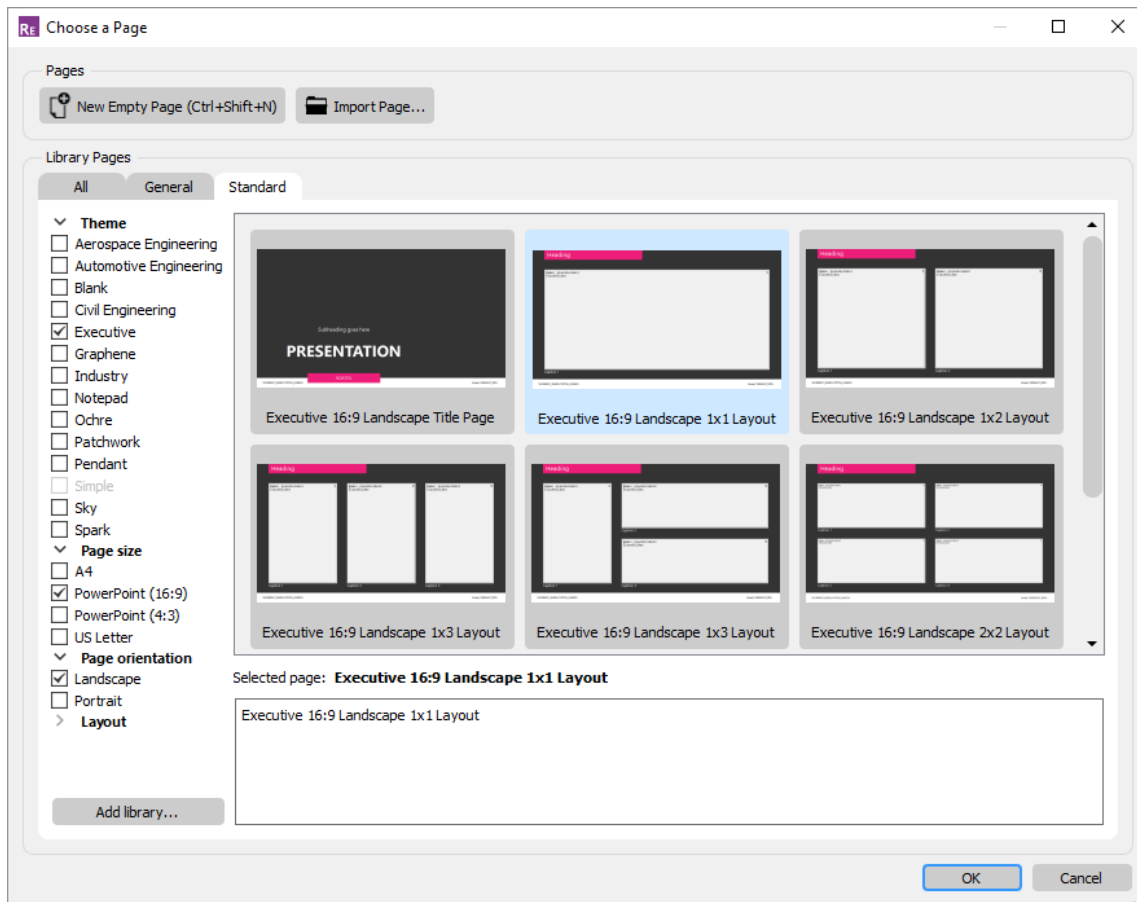 RE Choose a Page
Pages
New Empty Page (Ctrl+Shift+N)
Import Page...
Library Pages
All
General
Standard
Theme
Aerospace Engineering
Automotive Engineering
Blank
Civil Engineering
Executive
Graphene
Industry
Notepad
Ochre
Patchwork
Pendant
Simple
Sky
Spark
Page size
A4
PowerPoint (16:9)
PowerPoint (4:3)
US Letter
Page orientation
Landscape
Portrait
Layout
Add library...
Subheading goes here
PRESENTATION
Executive 16:9 Landscape Title Page
Heading
Executive 16:9 Landscape 1x1 Layout
Heading
Executive 16:9 Landscape 1x2 Layout
Heading
Executive 16:9 Landscape 1x3 Layout
Heading
Executive 16:9 Landscape 1x3 Layout
Heading
Executive 16:9 Landscape 2x2 Layout
Selected page: Executive 16:9 Landscape 1x1 Layout
Executive 16:9 Landscape 1x1 Layout
OK
Cancel